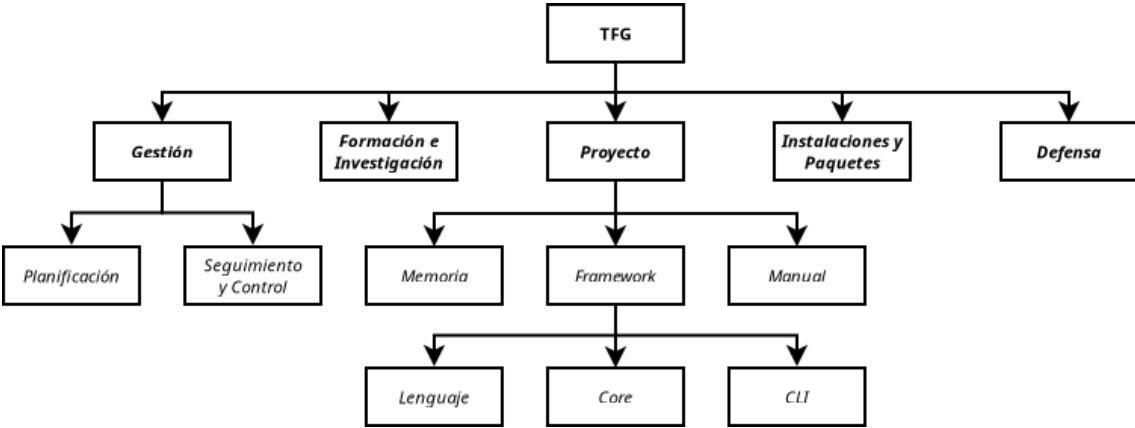 TFG
Gestión
Formación e
Investigación
Proyecto
Instalaciones y
Paquetes
Defensa
Planificación
Seguimiento
y Control
Memoria
Framework
Manual
Lenguaje
Core
CLI